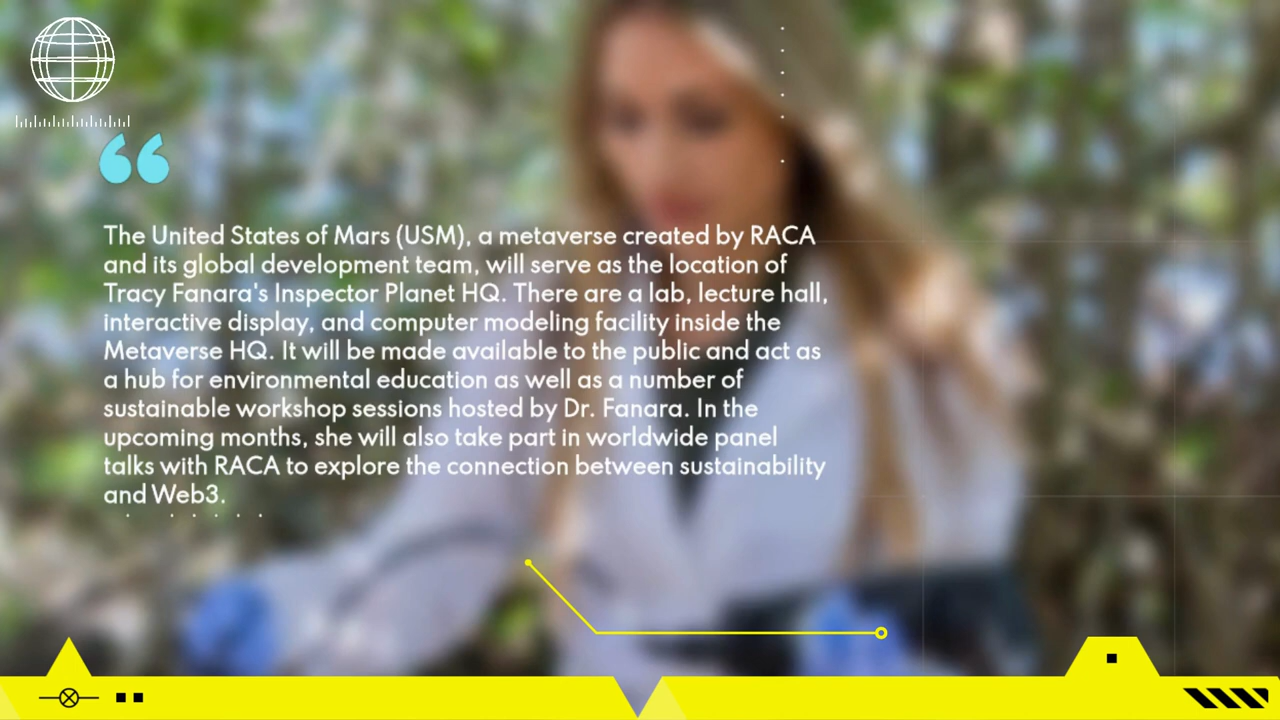 The United States of Mars (USM), a metaverse created by RACA
and its global development team, will serve as the location of
Tracy Fanara's Inspector Planet HQ. There are a lab, lecture hall,
interactive display, and computer modeling facility inside the
Metaverse HQ. It will be made available to the public and act as
a hub for environmental education as well as a number of
sustainable workshop sessions hosted by Dr. Fanara. In the
upcoming months, she will also take part in worldwide panel
talks with RACA to explore the connection between sustainability
and Web3.